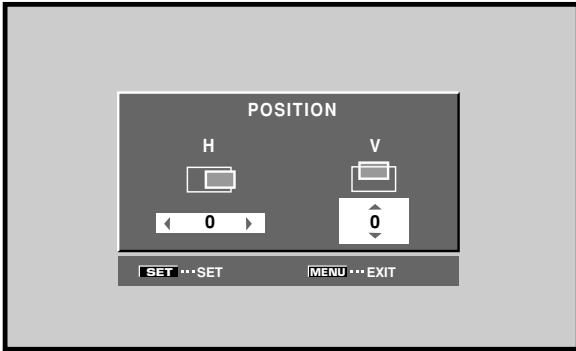 POSITION
H V
0 0
SET ··· SET MENU ··· EXIT